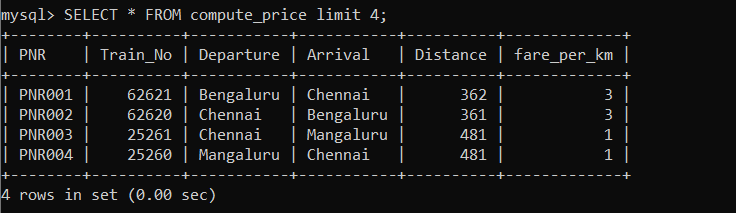 mysql> SELECT * FROM compute_price limit 4;
+--------+----------+-----------+-----------+----------+-------------+
| PNR    | Train_No | Departure | Arrival   | Distance | fare_per_km |
+--------+----------+-----------+-----------+----------+-------------+
| PNR001 |    62621 | Bengaluru | Chennai   |      362 |           3 |
| PNR002 |    62620 | Chennai   | Bengaluru |      361 |           3 |
| PNR003 |    25261 | Chennai   | Mangaluru |      481 |           1 |
| PNR004 |    25260 | Mangaluru | Chennai   |      481 |           1 |
+--------+----------+-----------+-----------+----------+-------------+
4 rows in set (0.00 sec)